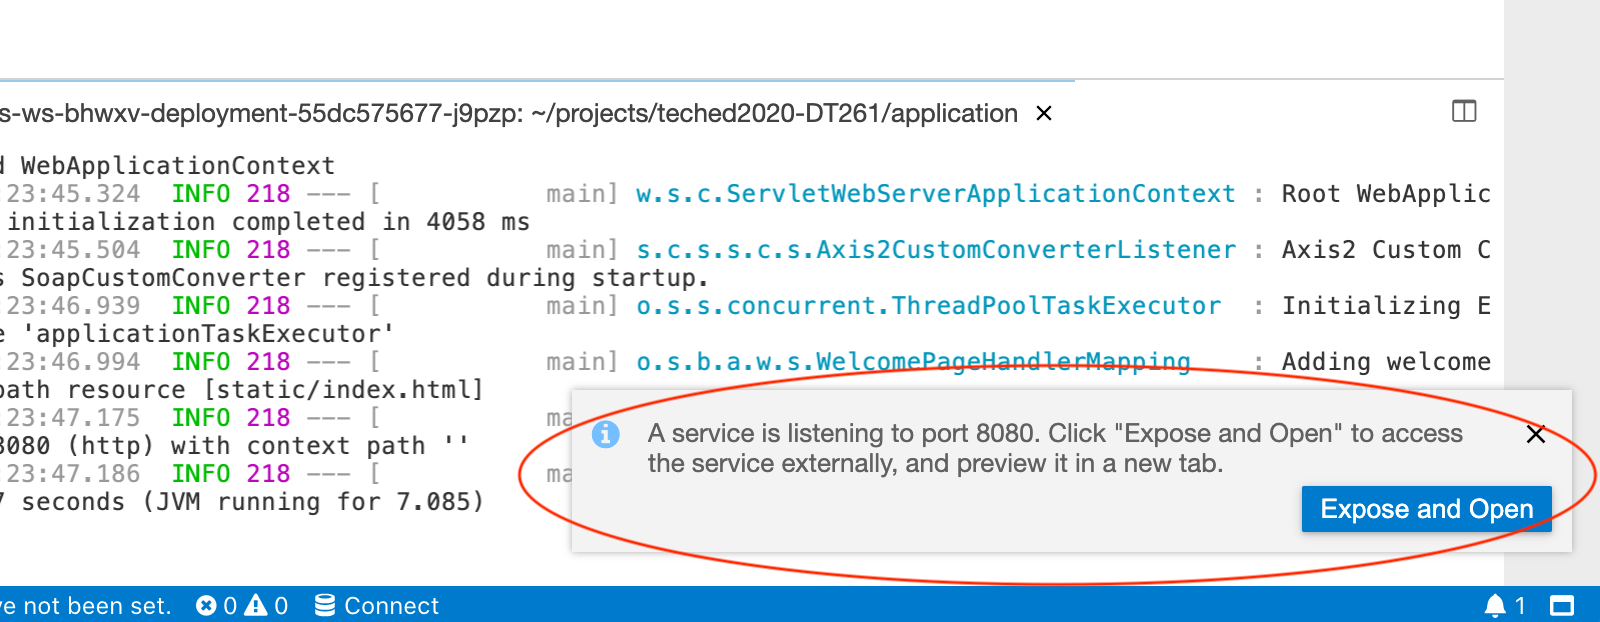 s-ws-bhwxv-deployment-55dc575677-j9pzp: ~/projects/teched2020-DT261/application ×
WebApplicationContext
:23:45.324 INFO 218 --- [ main] w.s.c.ServletWebServerApplicationContext : Root WebApplic
initialization completed in 4058 ms
:23:45.504 INFO 218 --- [ main] s.c.s.s.c.s.Axis2CustomConverterListener : Axis2 Custom C
s SoapCustomConverter registered during startup.
:23:46.939 INFO 218 --- [ main] o.s.s.concurrent.ThreadPoolTaskExecutor : Initializing E
e 'applicationTaskExecutor'
:23:46.994 INFO 218 --- [ main] o.s.b.a.w.s.WelcomePageHandlerMapping : Adding welcome
path resource [static/index.html]
:23:47.175 INFO 218 --- [ ma
8080 (http) with context path ''
:23:47.186 INFO 218 --- [ ma
7 seconds (JVM running for 7.085)
A service is listening to port 8080. Click "Expose and Open" to access
the service externally, and preview it in a new tab.
Expose and Open
ve not been set. 0 0 Connect 1